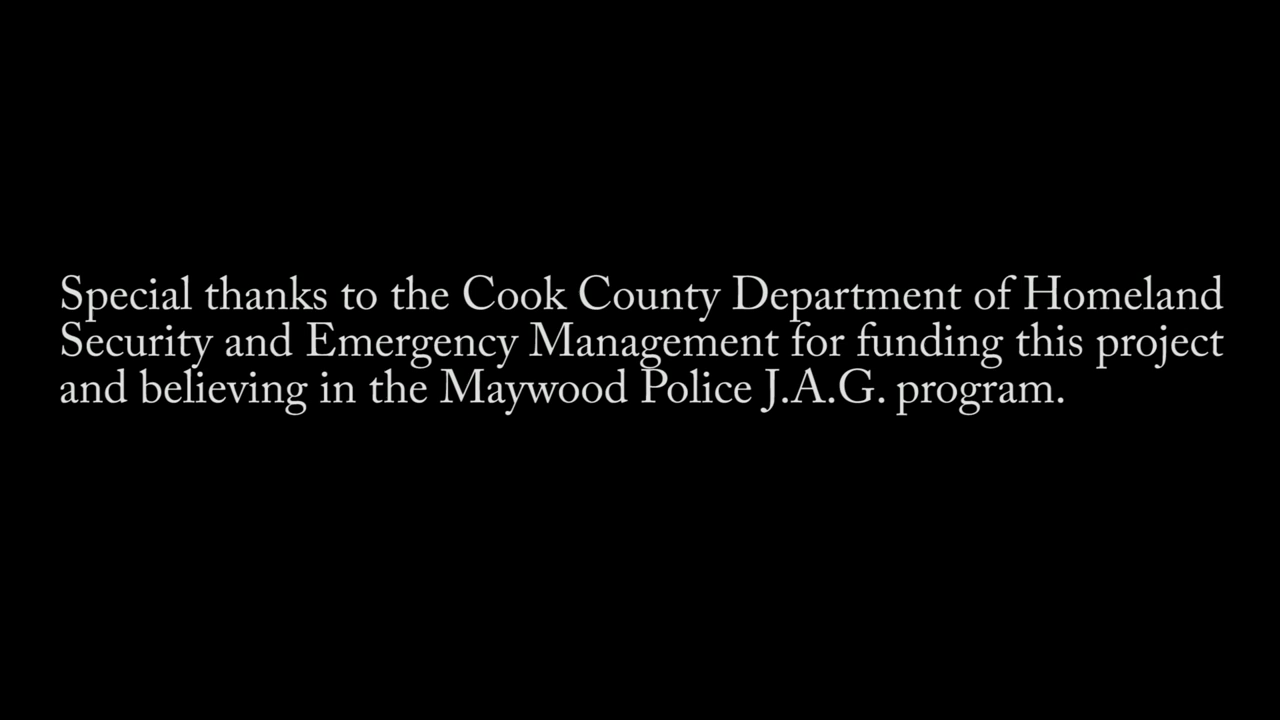 Special thanks to the Cook County Department of Homeland
Security and Emergency Management for funding this project
and believing in the Maywood Police J.A.G. program.